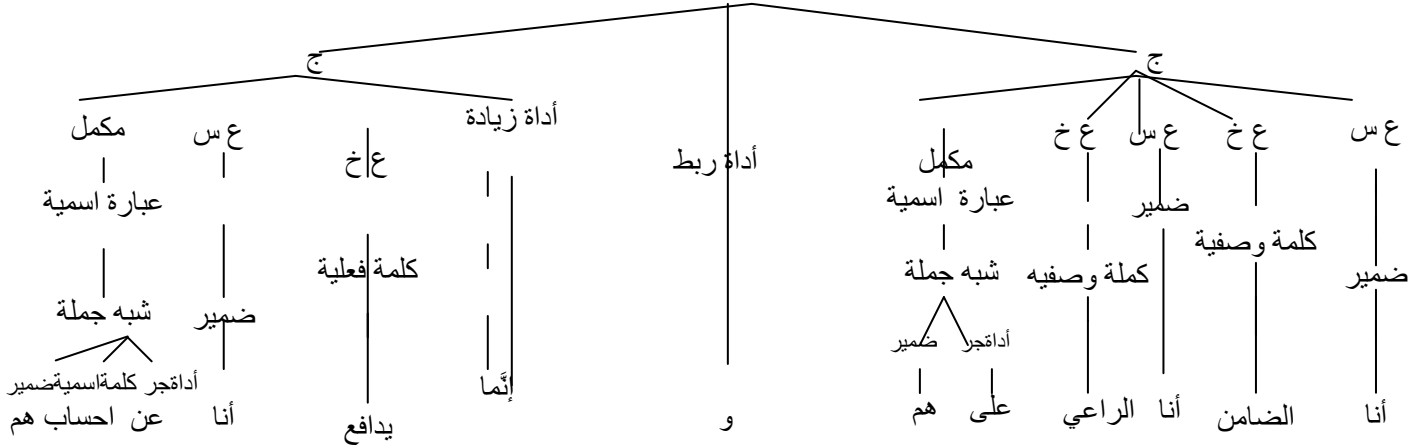 ج ج
أداة زيادة مكمل
ع س ع خ ع س ع خ ع س
أداة ربط ع خ مكمل
عبارة اسمية ضمير عبارة اسمية
كلمة وصفية
ضمير كملة وصفيه شبه جملة كلمة فعلية
ضمير شبه جملة
أداةجر ضمير
أداةجر كلمةاسميةضمير
إنَّما
أنا الضامن أنا الراعي على هم و يدافع أنا عن احساب هم